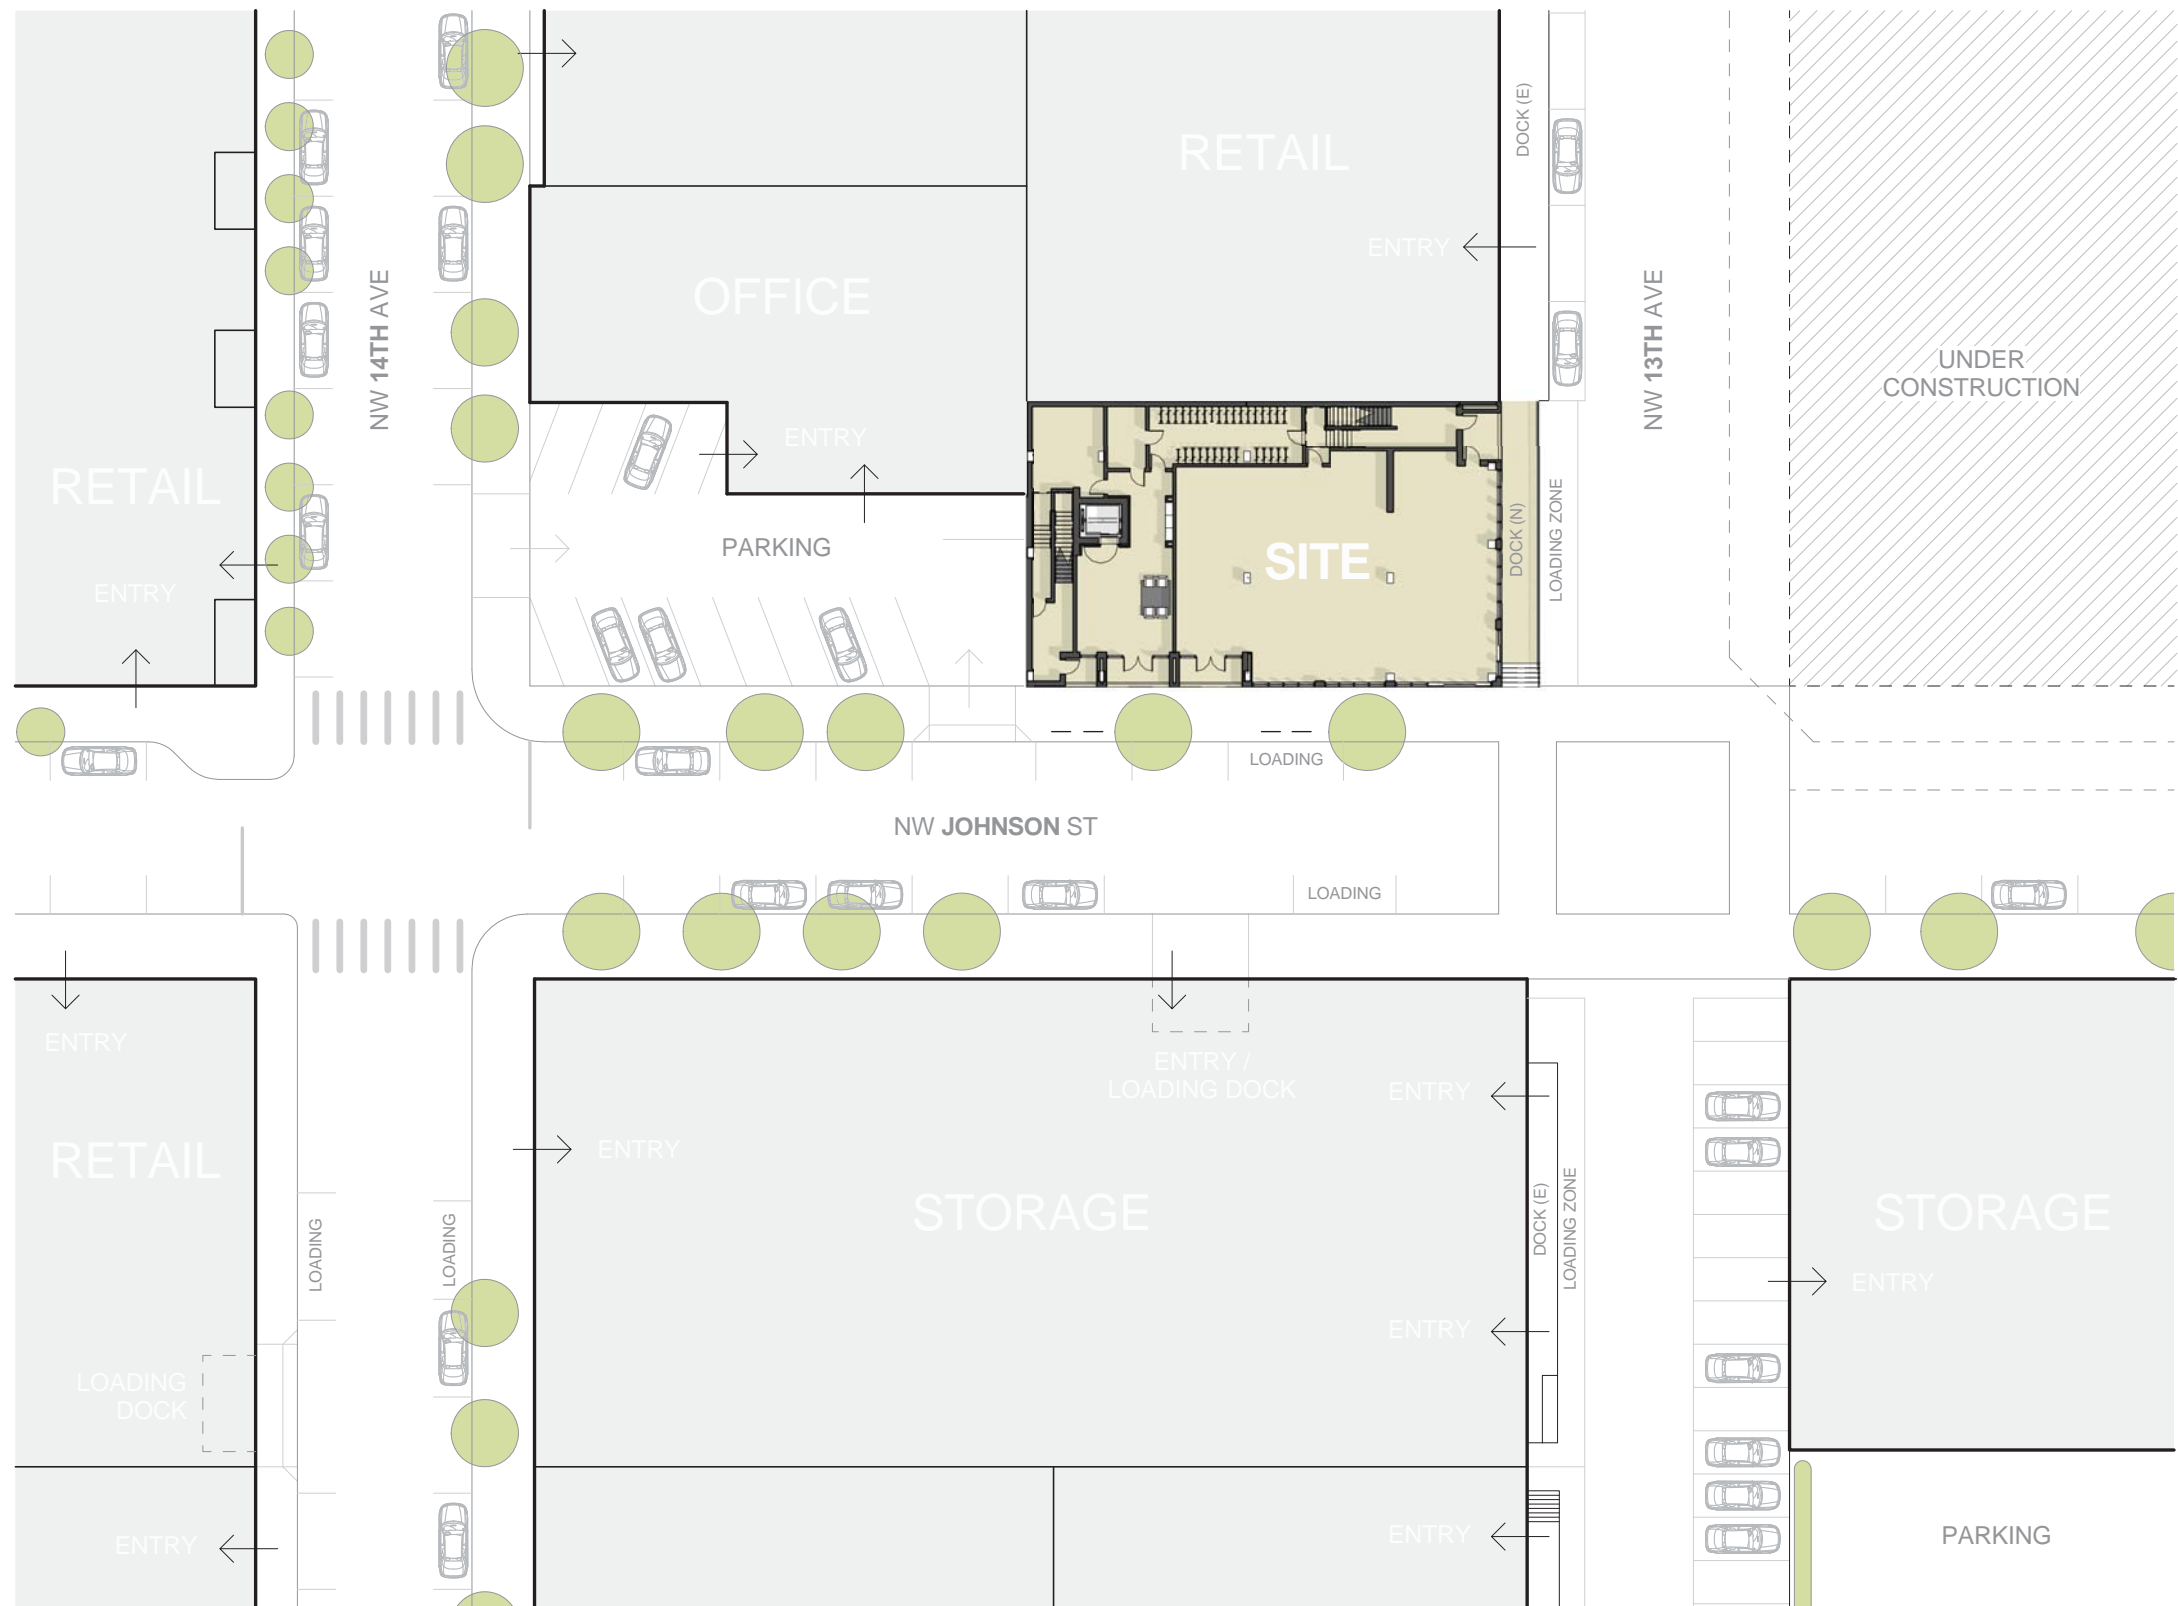 DOCK (E)
RETAIL
ENTRY
OFFICE
NW 14TH AVE
NW 13TH AVE
UNDER
CONSTRUCTION
ENTRY
RETAIL
PARKING
SITE
DOCK (N)
LOADING ZONE
ENTRY
LOADING
NW JOHNSON ST
LOADING
ENTRY
ENTRY /
LOADING DOCK
ENTRY
RETAIL
ENTRY
STORAGE
DOCK (E)
LOADING ZONE
STORAGE
LOADING
LOADING
ENTRY
ENTRY
LOADING
DOCK
ENTRY
ENTRY
PARKING